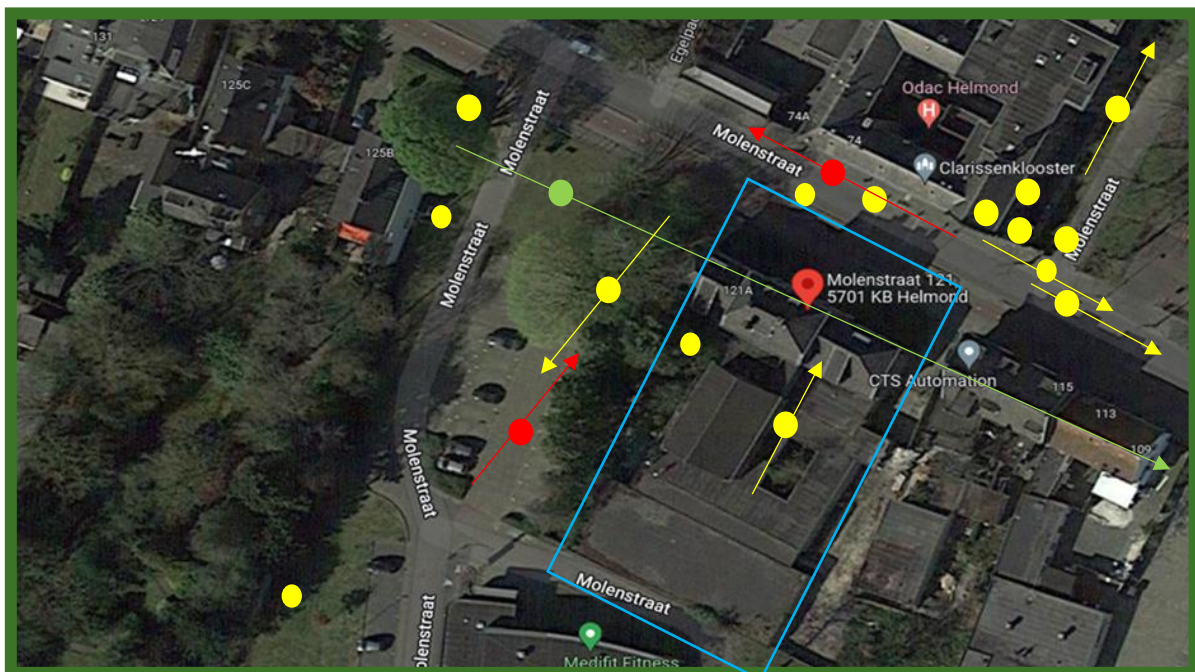 131
125C
Egelpad
Odac Helmond
H
74A
74
Molenstraat
Molenstraat
Clarissenklooster
125B
Molenstraat
Molenstraat
Molenstraat 121,
5701 KB Helmond
121A
CTS Automation
115
113
109
Molenstraat
Molenstraat
Molenstraat
Medifit Fitness